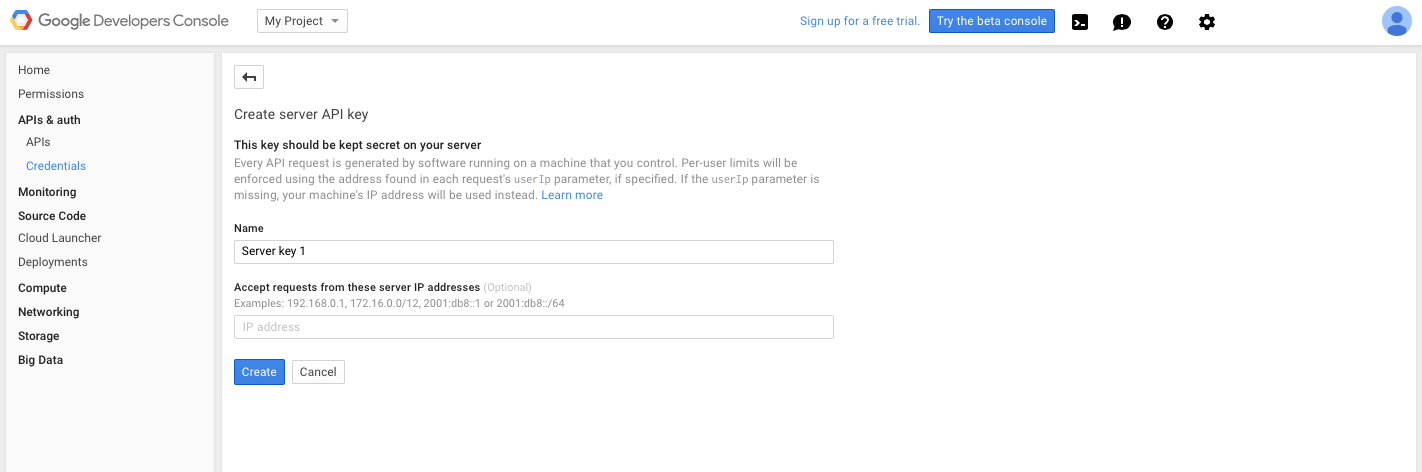 Google Developers Console
My Project
Sign up for a free trial.
Try the beta console
Home
Permissions
APIs & auth
APIs
Credentials
Monitoring
Source Code
Cloud Launcher
Deployments
Compute
Networking
Storage
Big Data
Create server API key
This key should be kept secret on your server
Every API request is generated by software running on a machine that you control. Per-user limits will be
enforced using the address found in each request's userIp parameter, if specified. If the userIp parameter is
missing, your machine's IP address will be used instead. Learn more
Name
Server key 1
Accept requests from these server IP addresses (Optional)
Examples: 192.168.0.1, 172.16.0.0/12, 2001:db8::1 or 2001:db8::/64
IP address
Create
Cancel